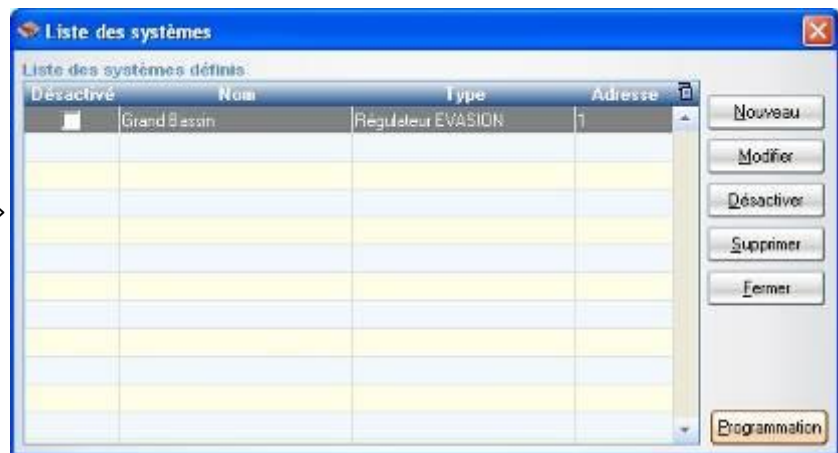 Liste des systèmes
Liste des systèmes définis
Désactivé Nom Type Adresse
Grand Bassin Régulateur EVASION 1
Nouveau
Modifier
Désactiver
Supprimer
Fermer
Programmation